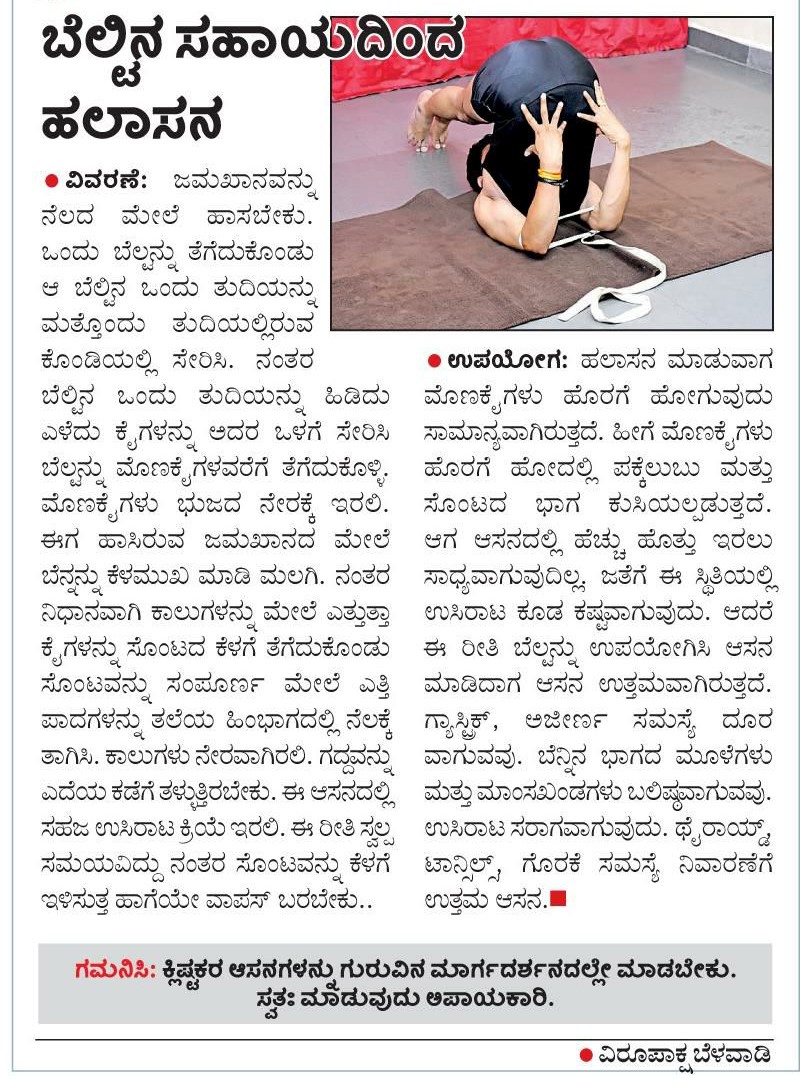 ಬೆಲ್ಟಿನ ಸಹಾಯದಿಂದ
ಹಲಾಸನ
● ವಿವರಣೆ: ಜಮಖಾನವನ್ನು
ನೆಲದ ಮೇಲೆ ಹಾಸಬೇಕು.
ಒಂದು ಬೆಲ್ಟನ್ನು ತೆಗೆದುಕೊಂಡು
ಆ ಬೆಲ್ಟಿನ ಒಂದು ತುದಿಯನ್ನು
ಮತ್ತೊಂದು ತುದಿಯಲ್ಲಿರುವ
ಕೊಂಡಿಯಲ್ಲಿ ಸೇರಿಸಿ. ನಂತರ
ಬೆಲ್ಟಿನ ಒಂದು ತುದಿಯನ್ನು ಹಿಡಿದು
ಎಳೆದು ಕೈಗಳನ್ನು ಅದರ ಒಳಗೆ ಸೇರಿಸಿ
ಬೆಲ್ಟನ್ನು ಮೊಣಕೈಗಳವರೆಗೆ ತೆಗೆದುಕೊಳ್ಳಿ.
ಮೊಣಕೈಗಳು ಭುಜದ ನೇರಕ್ಕೆ ಇರಲಿ.
ಈಗ ಹಾಸಿರುವ ಜಮಖಾನದ ಮೇಲೆ
ಬೆನ್ನನ್ನು ಕೆಳಮುಖ ಮಾಡಿ ಮಲಗಿ. ನಂತರ
ನಿಧಾನವಾಗಿ ಕಾಲುಗಳನ್ನು ಮೇಲೆ ಎತ್ತುತ್ತಾ
ಕೈಗಳನ್ನು ಸೊಂಟದ ಕೆಳಗೆ ತೆಗೆದುಕೊಂಡು
ಸೊಂಟವನ್ನು ಸಂಪೂರ್ಣ ಮೇಲೆ ಎತ್ತಿ
ಪಾದಗಳನ್ನು ತಲೆಯ ಹಿಂಭಾಗದಲ್ಲಿ ನೆಲಕ್ಕೆ
ತಾಗಿಸಿ. ಕಾಲುಗಳು ನೇರವಾಗಿರಲಿ. ಗದ್ದವನ್ನು
ಎದೆಯ ಕಡೆಗೆ ತಳ್ಳುತ್ತಿರಬೇಕು. ಈ ಆಸನದಲ್ಲಿ
ಸಹಜ ಉಸಿರಾಟ ಕ್ರಿಯೆ ಇರಲಿ. ಈ ರೀತಿ ಸ್ವಲ್ಪ
ಸಮಯವಿದ್ದು ನಂತರ ಸೊಂಟವನ್ನು ಕೆಳಗೆ
ಇಳಿಸುತ್ತ ಹಾಗೆಯೇ ವಾಪಸ್ ಬರಬೇಕು..
● ಉಪಯೋಗ: ಹಲಾಸನ ಮಾಡುವಾಗ
ಮೊಣಕೈಗಳು ಹೊರಗೆ ಹೋಗುವುದು
ಸಾಮಾನ್ಯವಾಗಿರುತ್ತದೆ. ಹೀಗೆ ಮೊಣಕೈಗಳು
ಹೊರಗೆ ಹೋದಲ್ಲಿ ಪಕ್ಕೆಲುಬು ಮತ್ತು
ಸೊಂಟದ ಭಾಗ ಕುಸಿಯಲ್ಪಡುತ್ತದೆ.
ಆಗ ಆಸನದಲ್ಲಿ ಹೆಚ್ಚು ಹೊತ್ತು ಇರಲು
ಸಾಧ್ಯವಾಗುವುದಿಲ್ಲ. ಜತೆಗೆ ಈ ಸ್ಥಿತಿಯಲ್ಲಿ
ಉಸಿರಾಟ ಕೂಡ ಕಷ್ಟವಾಗುವುದು. ಆದರೆ
ಈ ರೀತಿ ಬೆಲ್ಟನ್ನು ಉಪಯೋಗಿಸಿ ಆಸನ
ಮಾಡಿದಾಗ ಆಸನ ಉತ್ತಮವಾಗಿರುತ್ತದೆ.
ಗ್ಯಾಸ್ಟ್ರಿಕ್, ಅಜೀರ್ಣ ಸಮಸ್ಯೆ ದೂರ
ವಾಗುವವು. ಬೆನ್ನಿನ ಭಾಗದ ಮೂಳೆಗಳು
ಮತ್ತು ಮಾಂಸಖಂಡಗಳು ಬಲಿಷ್ಠವಾಗುವವು.
ಉಸಿರಾಟ ಸರಾಗವಾಗುವುದು. ಥೈರಾಯ್ಡ್,
ಟಾನ್ಸಿಲ್ಸ್, ಗೊರಕೆ ಸಮಸ್ಯೆ ನಿವಾರಣೆಗೆ
ಉತ್ತಮ ಆಸನ.■
ಗಮನಿಸಿ: ಕ್ಲಿಷ್ಟಕರ ಆಸನಗಳನ್ನು ಗುರುವಿನ ಮಾರ್ಗದರ್ಶನದಲ್ಲೇ ಮಾಡಬೇಕು.
ಸ್ವತಃ ಮಾಡುವುದು ಅಪಾಯಕಾರಿ.
● ವಿರೂಪಾಕ್ಷ ಬೆಳವಾಡಿ